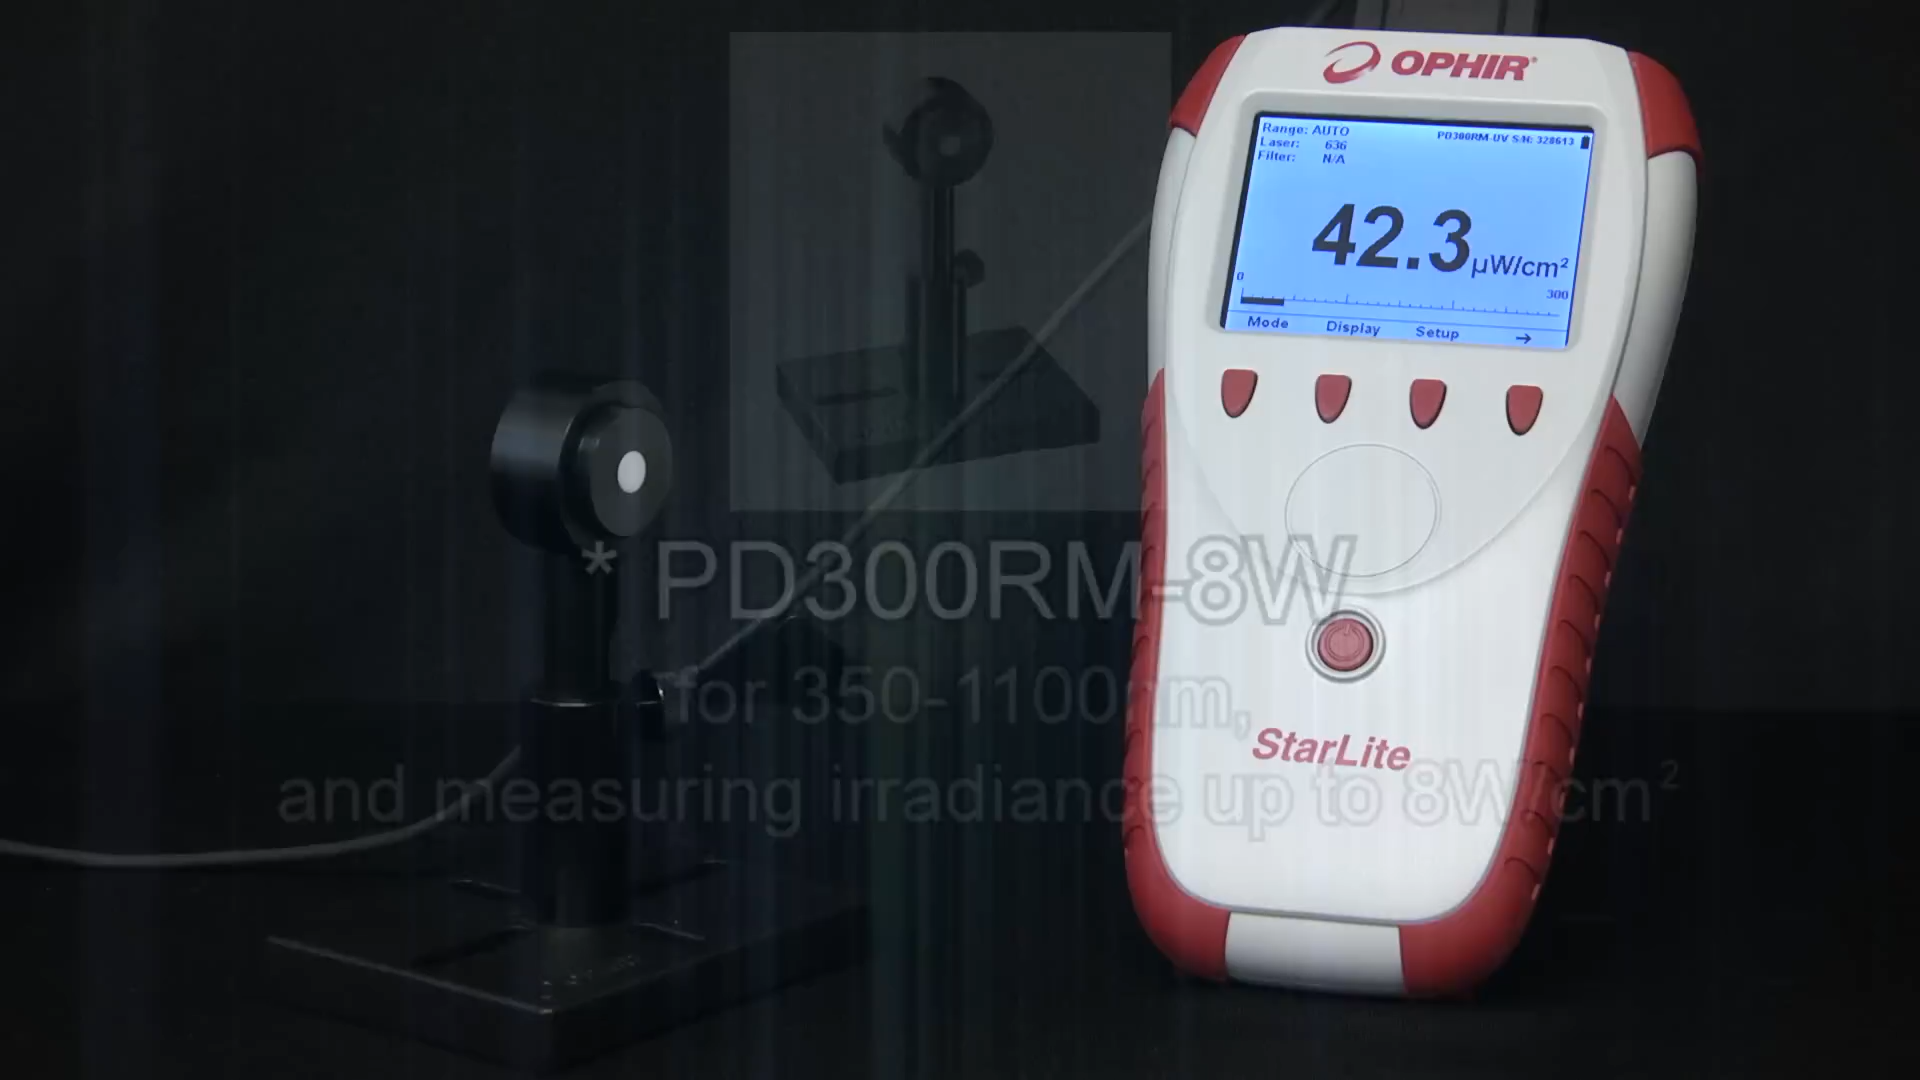 OPHIR®
Range: AUTO
PD300RM-UV S/N: 328613
Laser: 636
Filter: N/A
42.3 µW/cm²
0
300
Mode Display Setup →
* PD300RM-8W
for 350-1100nm,
StarLite
and measuring irradiance up to 8W/cm²